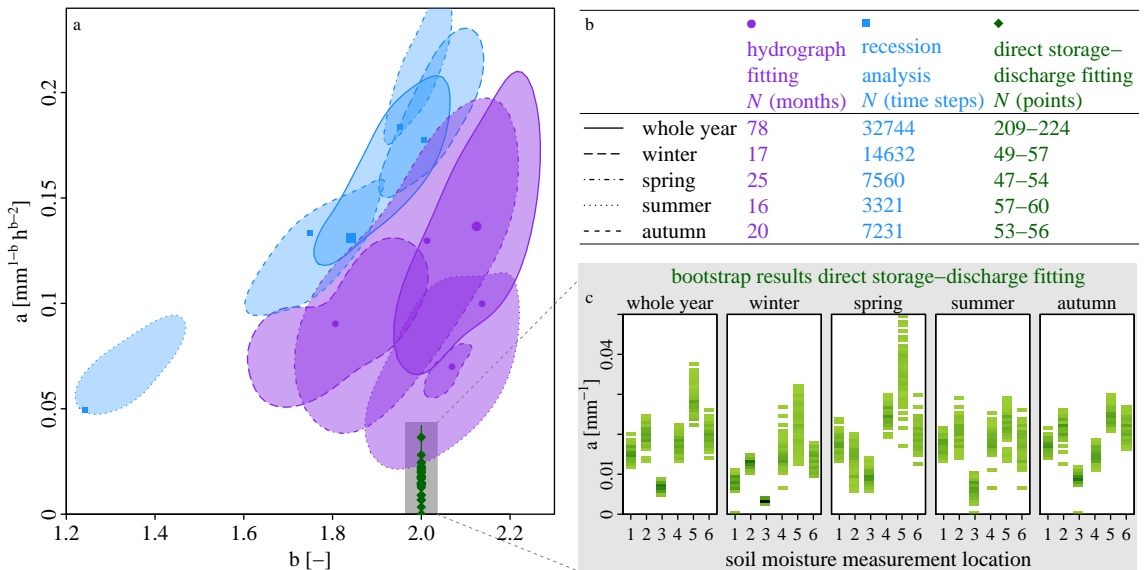 a
a [mm^1−b h^b−2]
0.2
0.15
0.1
0.05
0
1.2 1.4 1.6 1.8 2.0 2.2
b [−]
b
hydrograph fitting N (months)
recession analysis N (time steps)
direct storage−discharge fitting N (points)
whole year 78 32744 209−224
winter 17 14632 49−57
spring 25 7560 47−54
summer 16 3321 57−60
autumn 20 7231 53−56
bootstrap results direct storage−discharge fitting
c
whole year winter spring summer autumn
a [mm^−1]
0.04
0.01
0
1 2 3 4 5 6 1 2 3 4 5 6 1 2 3 4 5 6 1 2 3 4 5 6 1 2 3 4 5 6
soil moisture measurement location